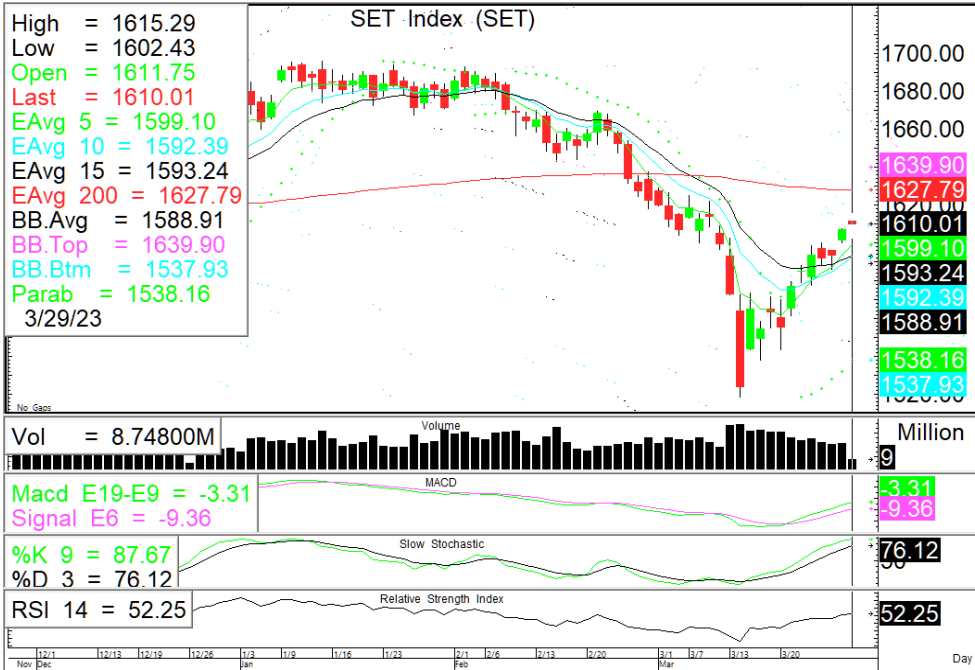 SET Index (SET)
High = 1615.29
Low = 1602.43
Open = 1611.75
Last = 1610.01
EAvg 5 = 1599.10
EAvg 10 = 1592.39
EAvg 15 = 1593.24
EAvg 200 = 1627.79
BB.Avg = 1588.91
BB.Top = 1639.90
BB.Btm = 1537.93
Parab = 1538.16
3/29/23
1700.00
1680.00
1660.00
1639.90
1627.79
1620.00
1610.01
1599.10
1593.24
1592.39
1588.91
1538.16
1537.93
No Gaps
Volume
Vol = 8.74800M
Million
9
MACD
Macd E19-E9 = -3.31
Signal E6 = -9.36
-3.31
-9.36
Slow Stochastic
%K 9 = 87.67
%D 3 = 76.12
76.12
Relative Strength Index
RSI 14 = 52.25
52.25
12/1 12/13 12/19 12/26 1/3 1/9 1/16 1/23 2/1 2/6 2/13 2/20 3/1 3/7 3/13 3/20
Nov Dec Jan Feb Mar Day